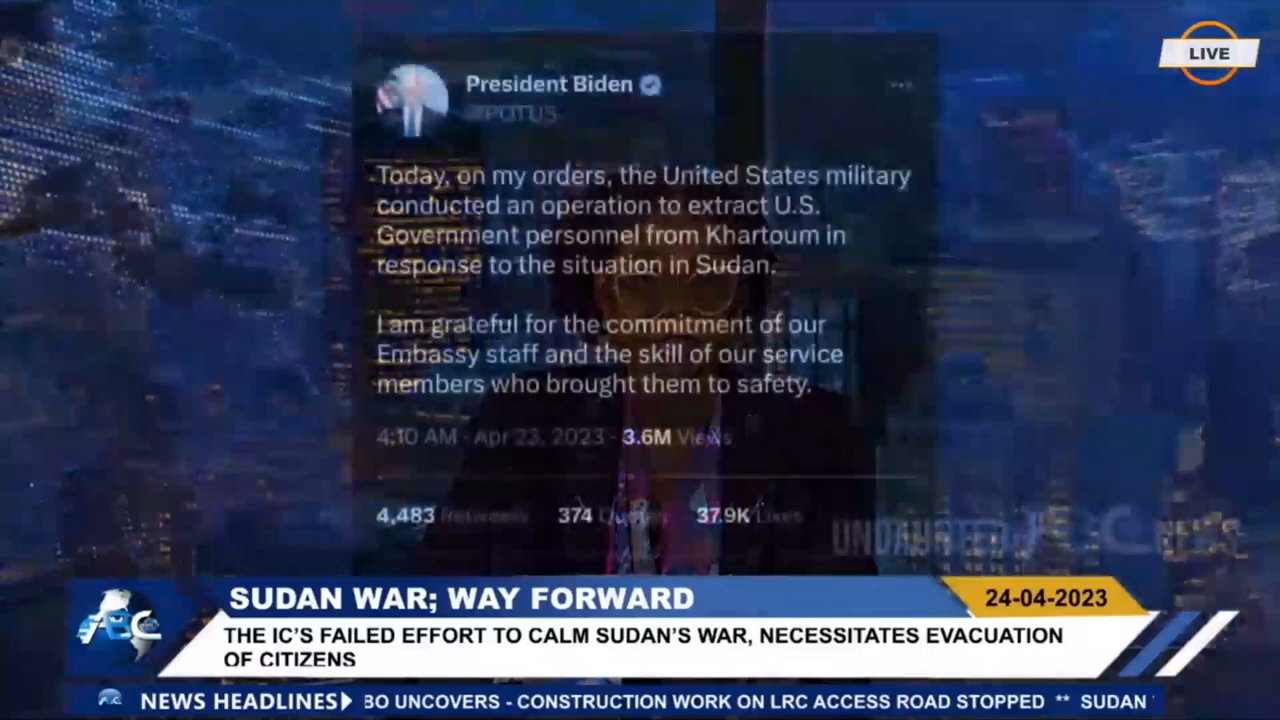 LIVE
President Biden
@POTUS
Today, on my orders, the United States military
conducted an operation to extract U.S.
Government personnel from Khartoum in
response to the situation in Sudan.
I am grateful for the commitment of our
Embassy staff and the skill of our service
members who brought them to safety.
4:10 AM · Apr 23, 2023 · 3.6M Views
4,483 Retweets 374 Quotes 37.9K Likes
UNDAUNTED NEWS
SUDAN WAR; WAY FORWARD
24-04-2023
THE IC'S FAILED EFFORT TO CALM SUDAN'S WAR, NECESSITATES EVACUATION
OF CITIZENS
NEWS HEADLINES BO UNCOVERS - CONSTRUCTION WORK ON LRC ACCESS ROAD STOPPED ** SUDAN